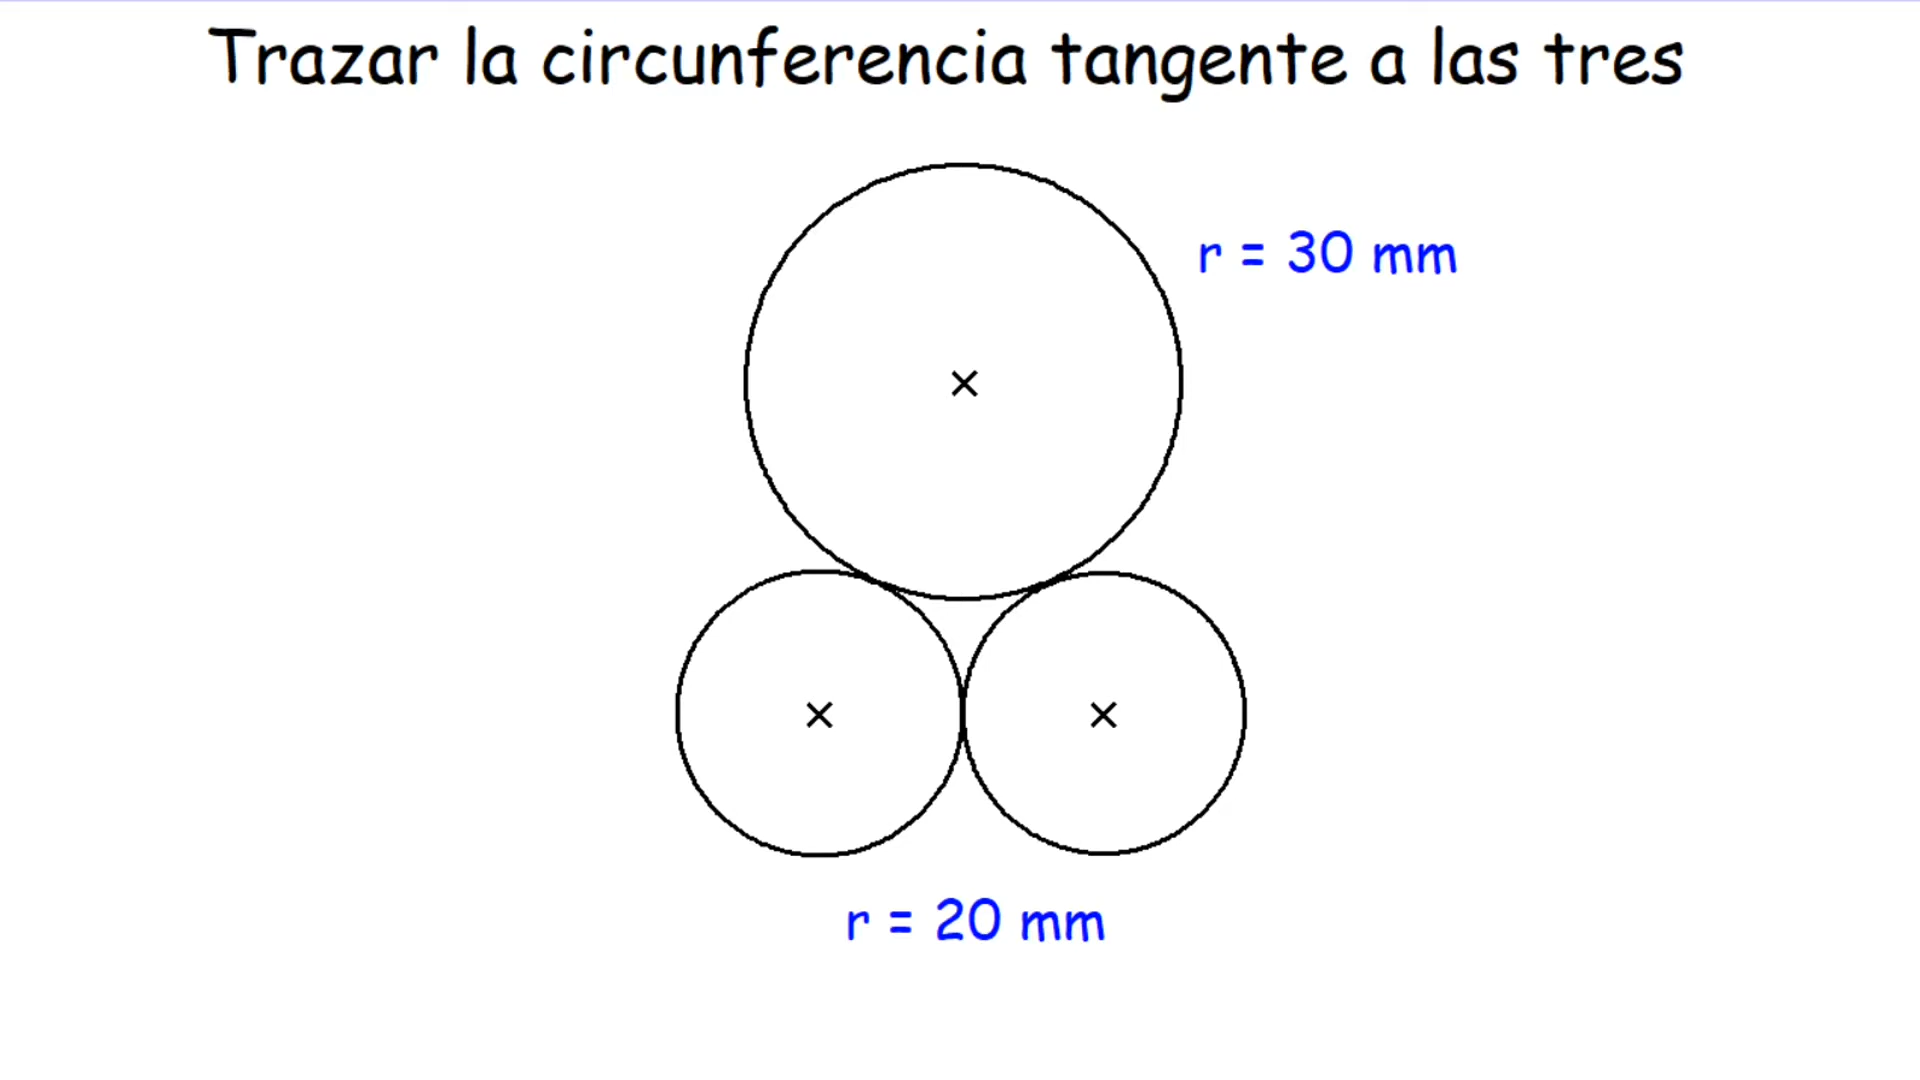 Trazar la circunferencia tangente a las tres
r = 30 mm
r = 20 mm